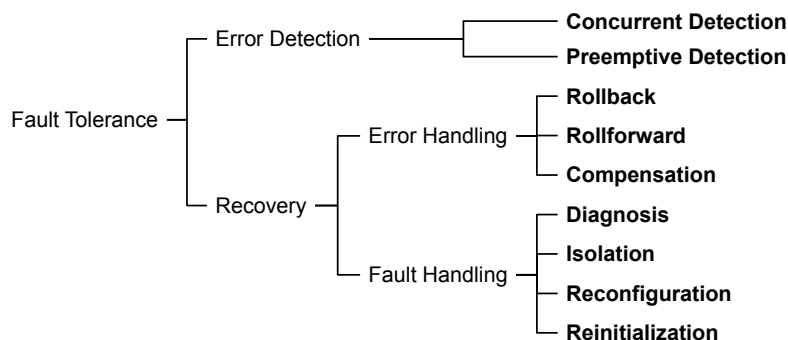 Fault Tolerance
Error Detection
Concurrent Detection
Preemptive Detection
Recovery
Error Handling
Rollback
Rollforward
Compensation
Fault Handling
Diagnosis
Isolation
Reconfiguration
Reinitialization